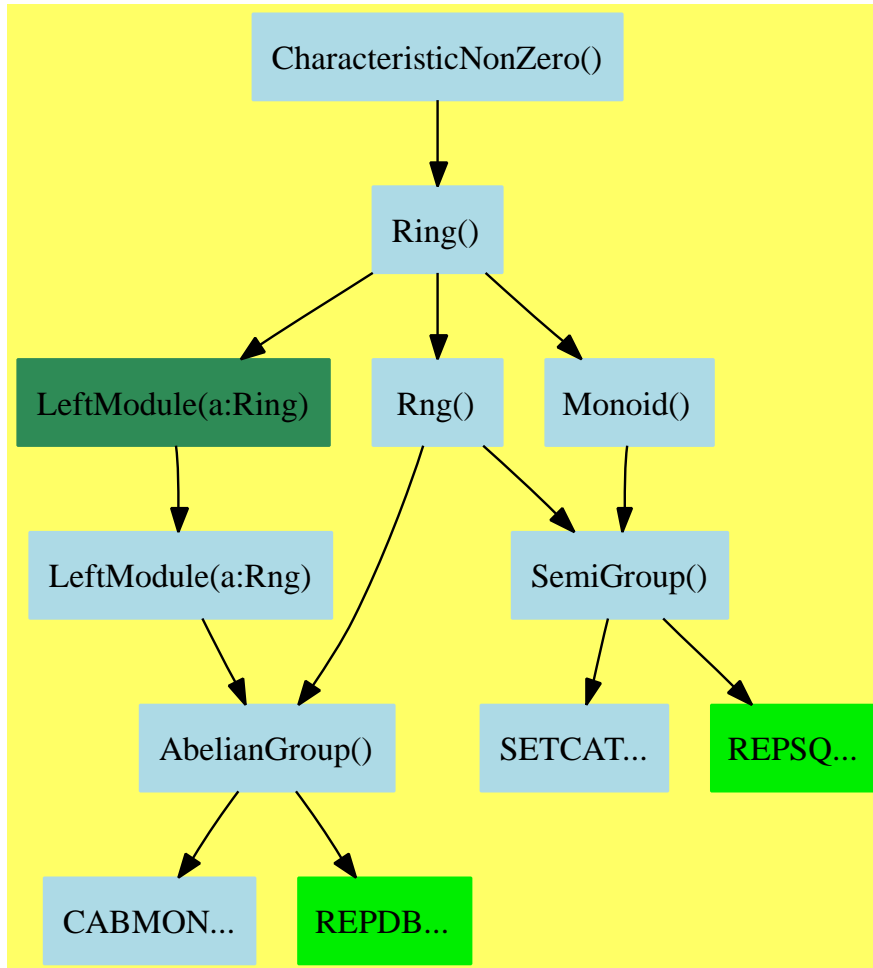 CharacteristicNonZero()
Ring()
LeftModule(a:Ring)
Rng()
Monoid()
LeftModule(a:Rng)
SemiGroup()
AbelianGroup()
SETCAT...
REPSQ...
CABMON...
REPDB...